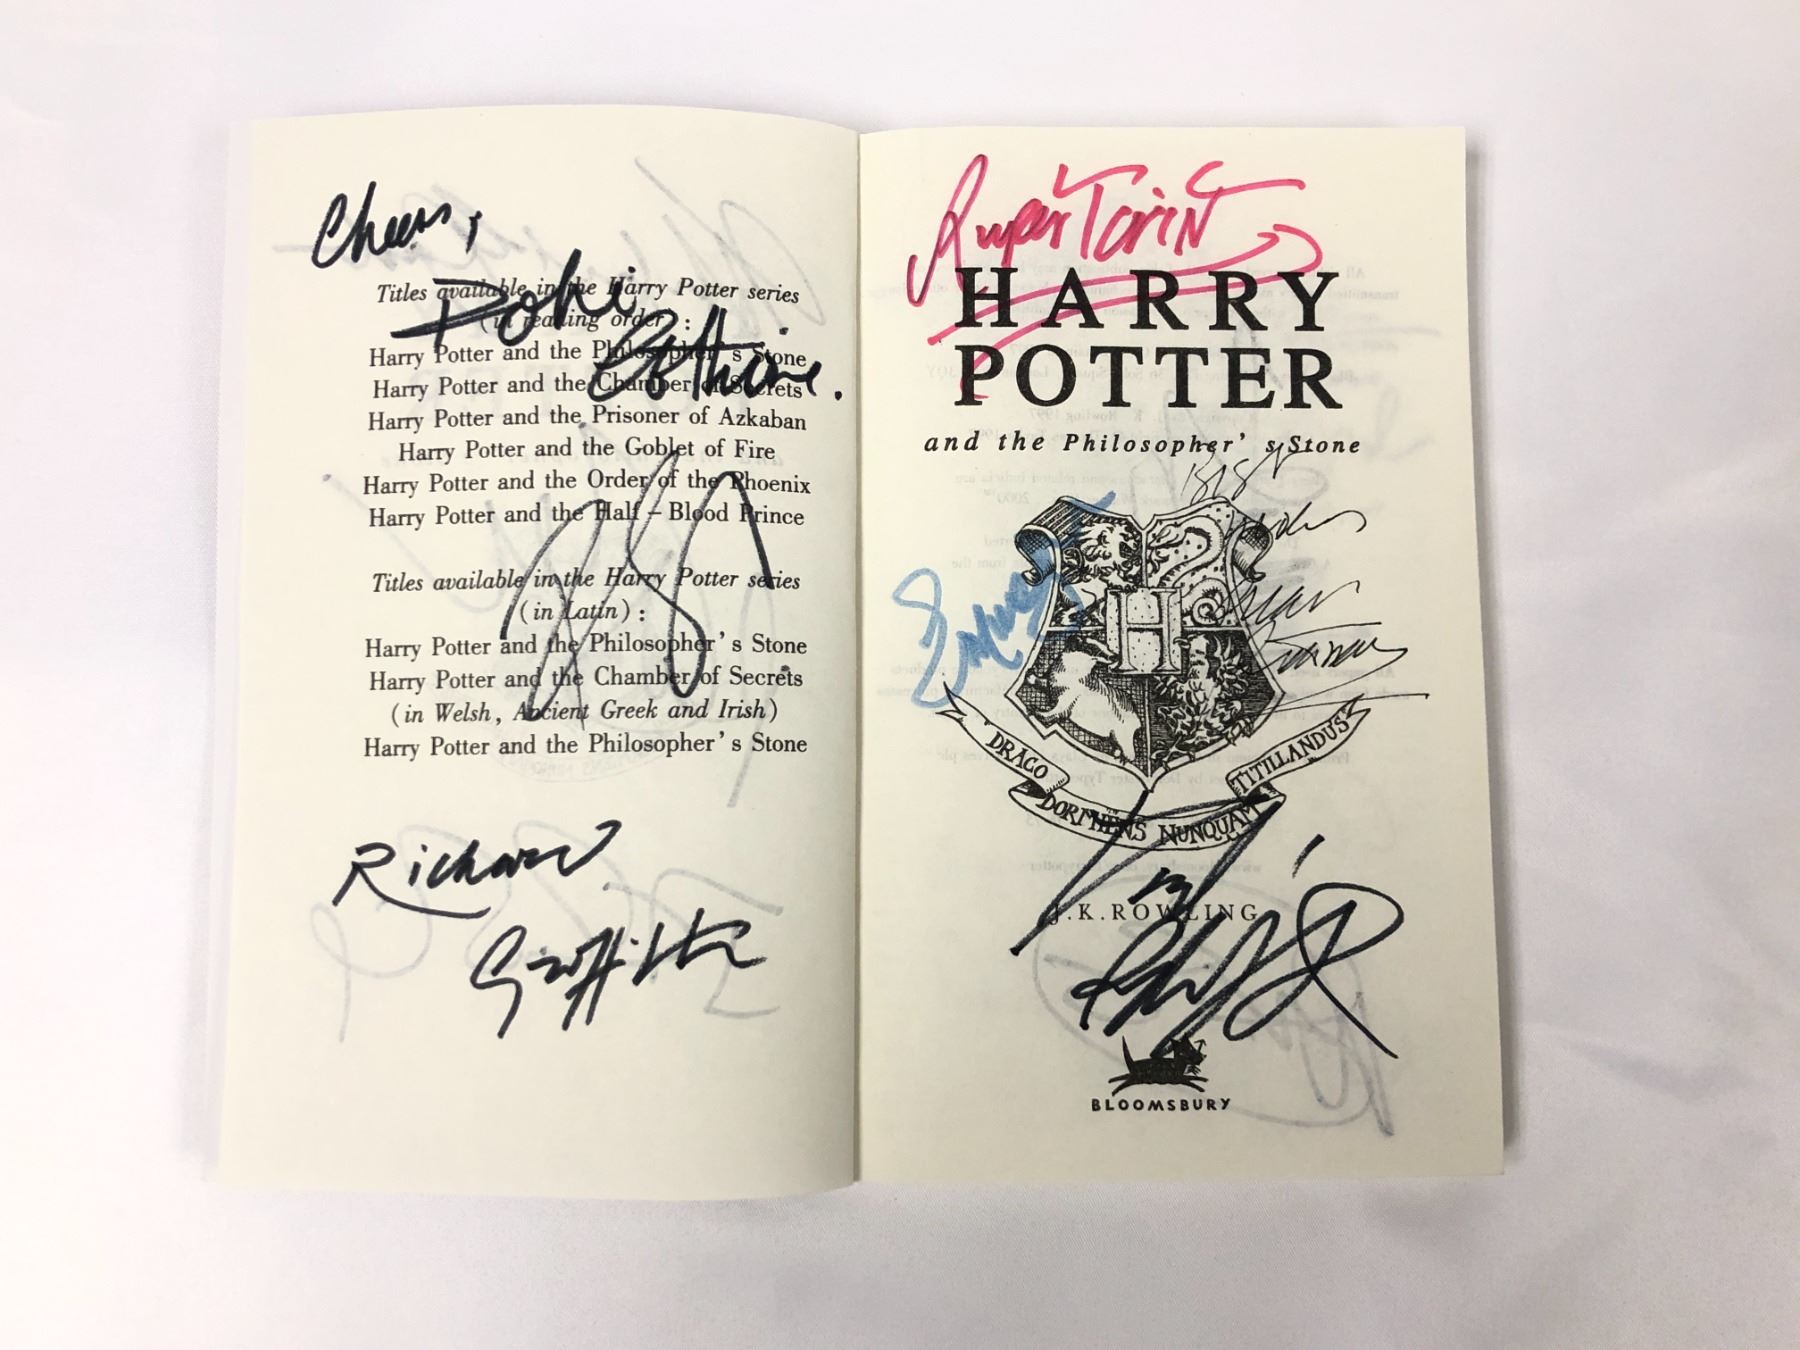 Cheers,
Titles available in the Harry Potter series
(in reading order) :
Harry Potter and the Philosopher's Stone
Harry Potter and the Chamber of Secrets
Harry Potter and the Prisoner of Azkaban
Harry Potter and the Goblet of Fire
Harry Potter and the Order of the Phoenix
Harry Potter and the Half-Blood Prince
Titles available in the Harry Potter series
(in Latin) :
Harry Potter and the Philosopher's Stone
Harry Potter and the Chamber of Secrets
(in Welsh, Ancient Greek and Irish)
Harry Potter and the Philosopher's Stone
Richard
Griffiths
HARRY
POTTER
and the Philosopher's Stone
H
DRACO
DORMIENS NUNQUAM
TITILLANDUS
J.K.ROWLING
BLOOMSBURY